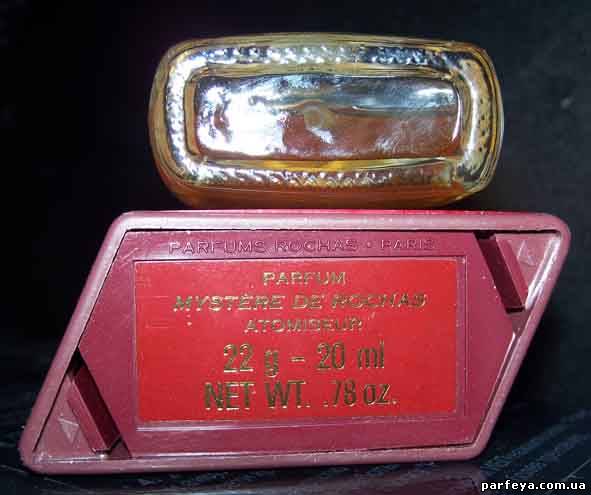 PARFUMS ROCHAS • PARIS
PARFUM
MYSTÈRE DE ROCHAS
ATOMISEUR
22 g - 20 ml
NET WT. .78 oz.
parfeya.com.ua